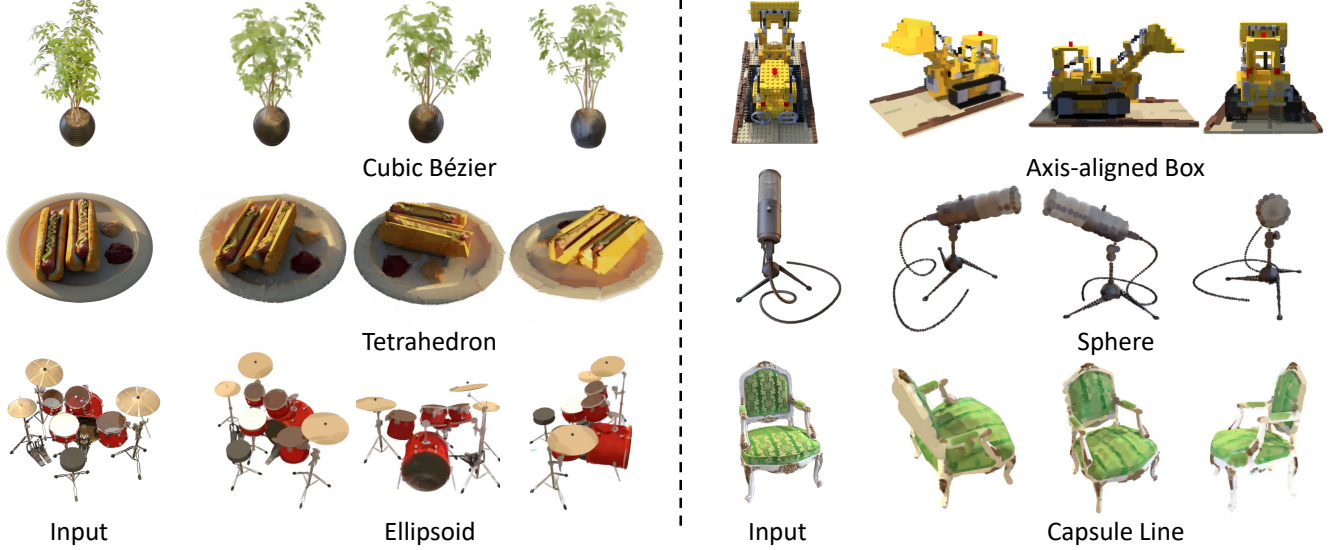 Cubic Bézier
Tetrahedron
Input
Ellipsoid
Axis-aligned Box
Sphere
Input
Capsule Line